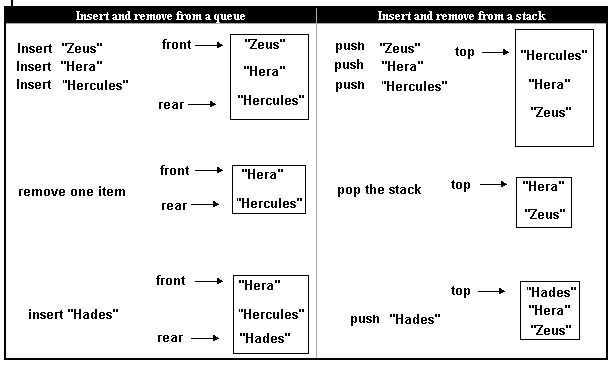 Insert and remove from a queue
Insert "Zeus"
Insert "Hera"
Insert "Hercules"
front
"Zeus"
"Hera"
rear
"Hercules"
remove one item
front
"Hera"
rear
"Hercules"
insert "Hades"
front
"Hera"
"Hercules"
rear
"Hades"
Insert and remove from a stack
push "Zeus"
push "Hera"
push "Hercules"
top
"Hercules"
"Hera"
"Zeus"
pop the stack
top
"Hera"
"Zeus"
push "Hades"
top
"Hades"
"Hera"
"Zeus"